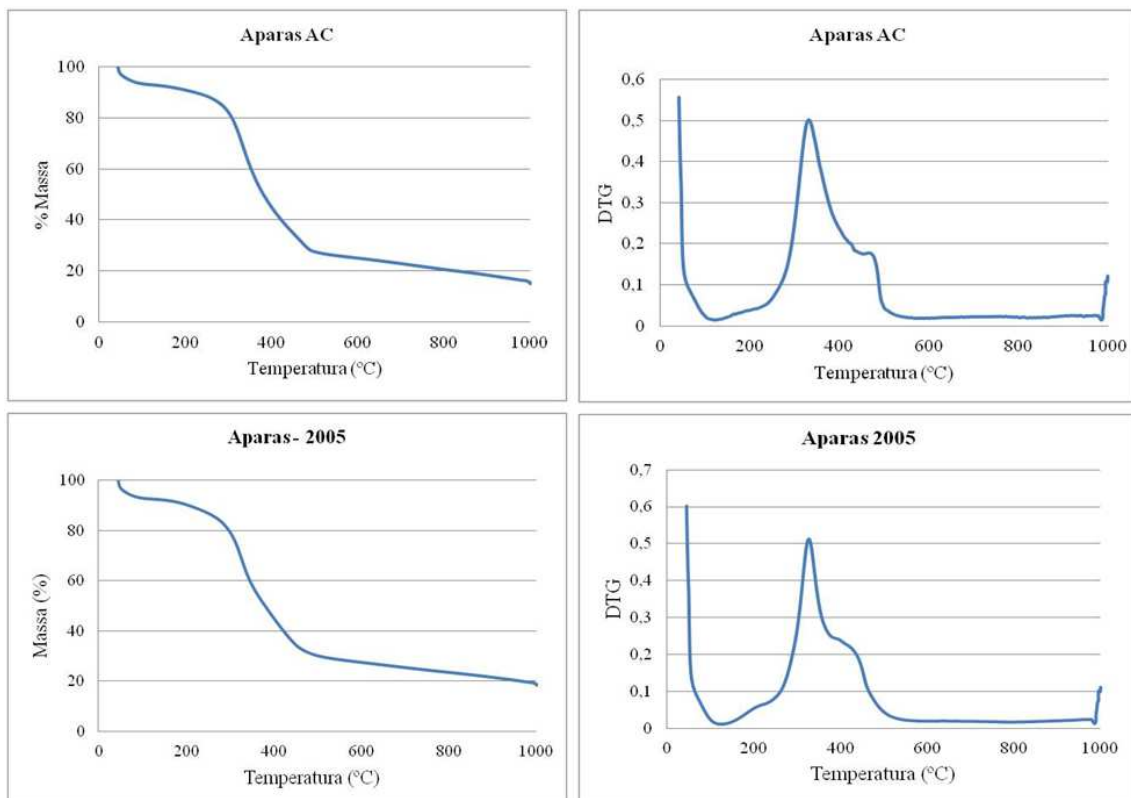 Aparas AC
% Massa
100
80
60
40
20
0
0 200 400 600 800 1000
Temperatura (°C)
Aparas AC
DTG
0,6
0,5
0,4
0,3
0,2
0,1
0
0 200 400 600 800 1000
Temperatura (°C)
Aparas - 2005
Massa (%)
100
80
60
40
20
0
0 200 400 600 800 1000
Temperatura (°C)
Aparas 2005
DTG
0,7
0,6
0,5
0,4
0,3
0,2
0,1
0
0 200 400 600 800 1000
Temperatura (°C)